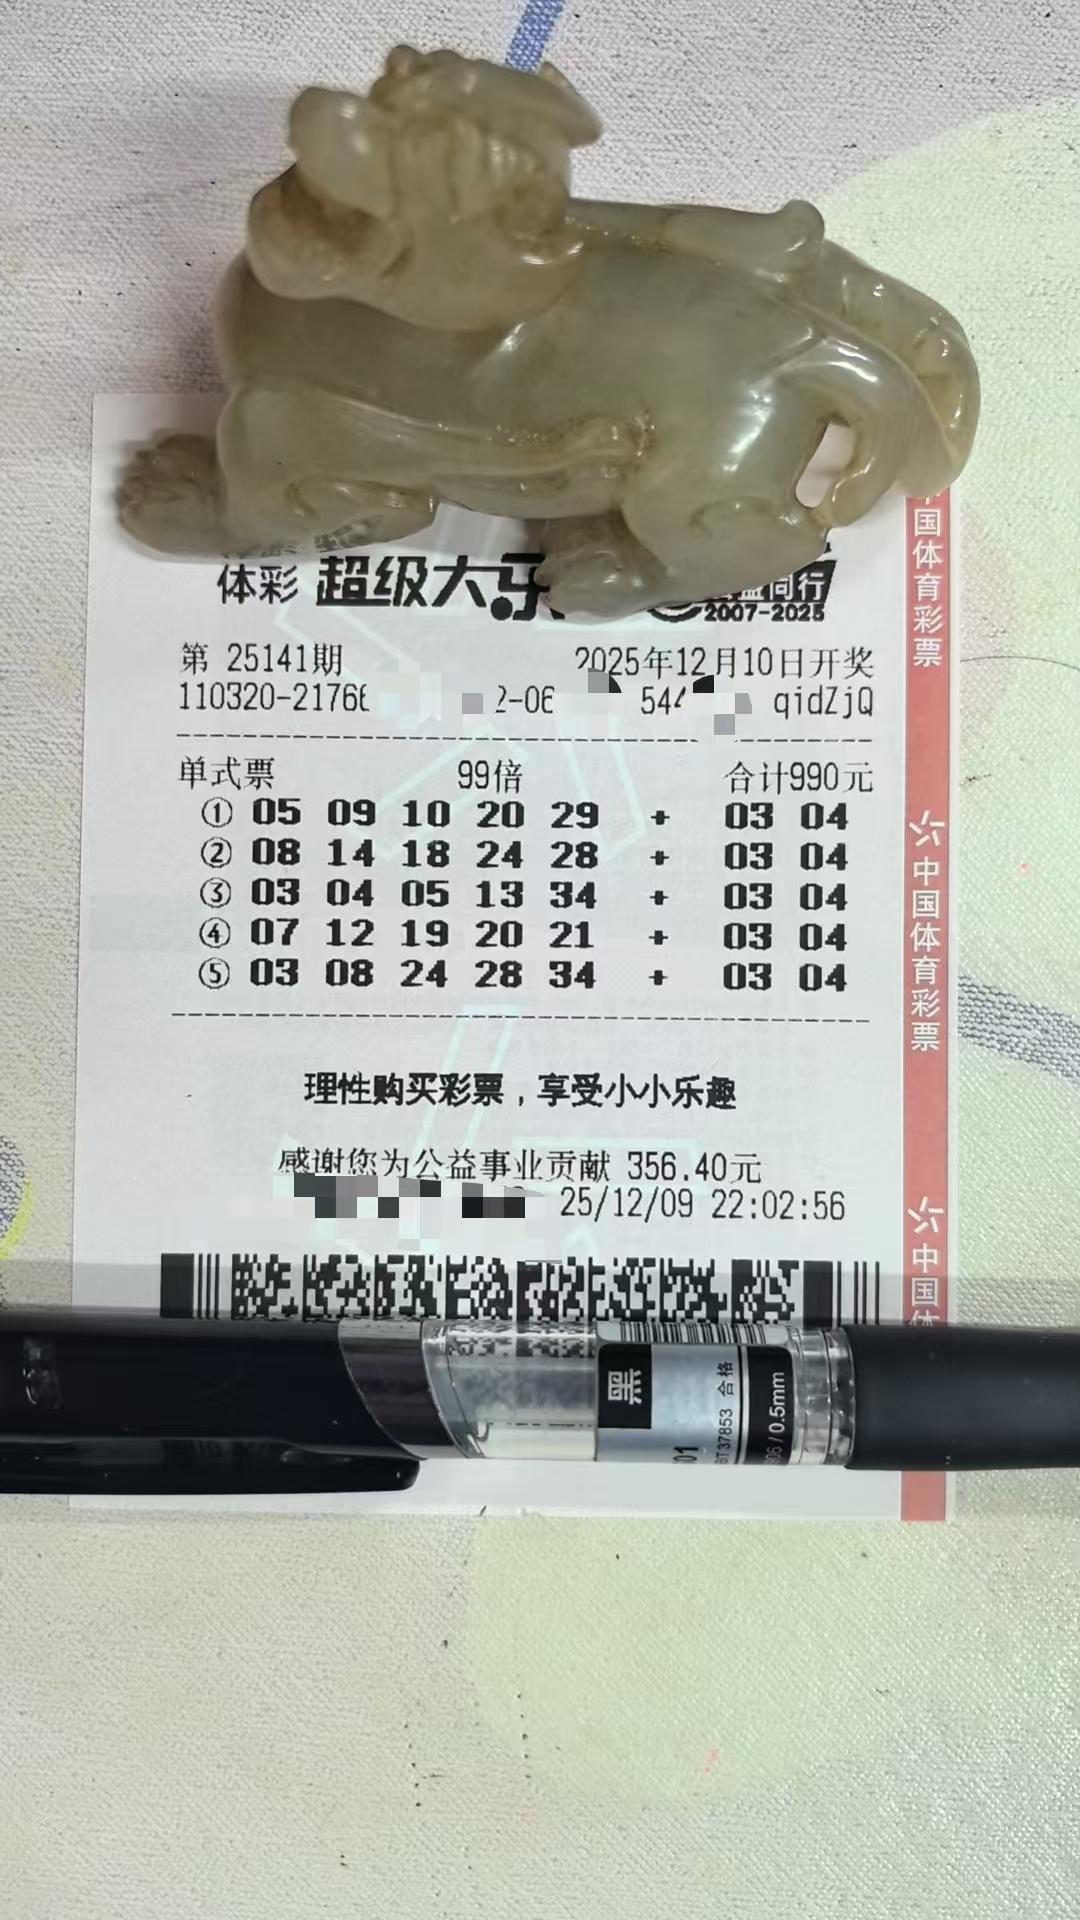 体彩 超级大乐
益同行
2007-2025
第 25141期 2025年12月10日开奖
110320-2176 2-06 544 qidZjQ
单式票 99倍 合计990元
① 05 09 10 20 29 + 03 04
② 08 14 18 24 28 + 03 04
③ 03 04 05 13 34 + 03 04
④ 07 12 19 20 21 + 03 04
⑤ 03 08 24 28 34 + 03 04
理性购买彩票，享受小小乐趣
感谢您为公益事业贡献 356.40元
25/12/09 22:02:56
中国体育彩票
中国体育彩票
中国体
黑
01
37853 合格
/ 0.5mm